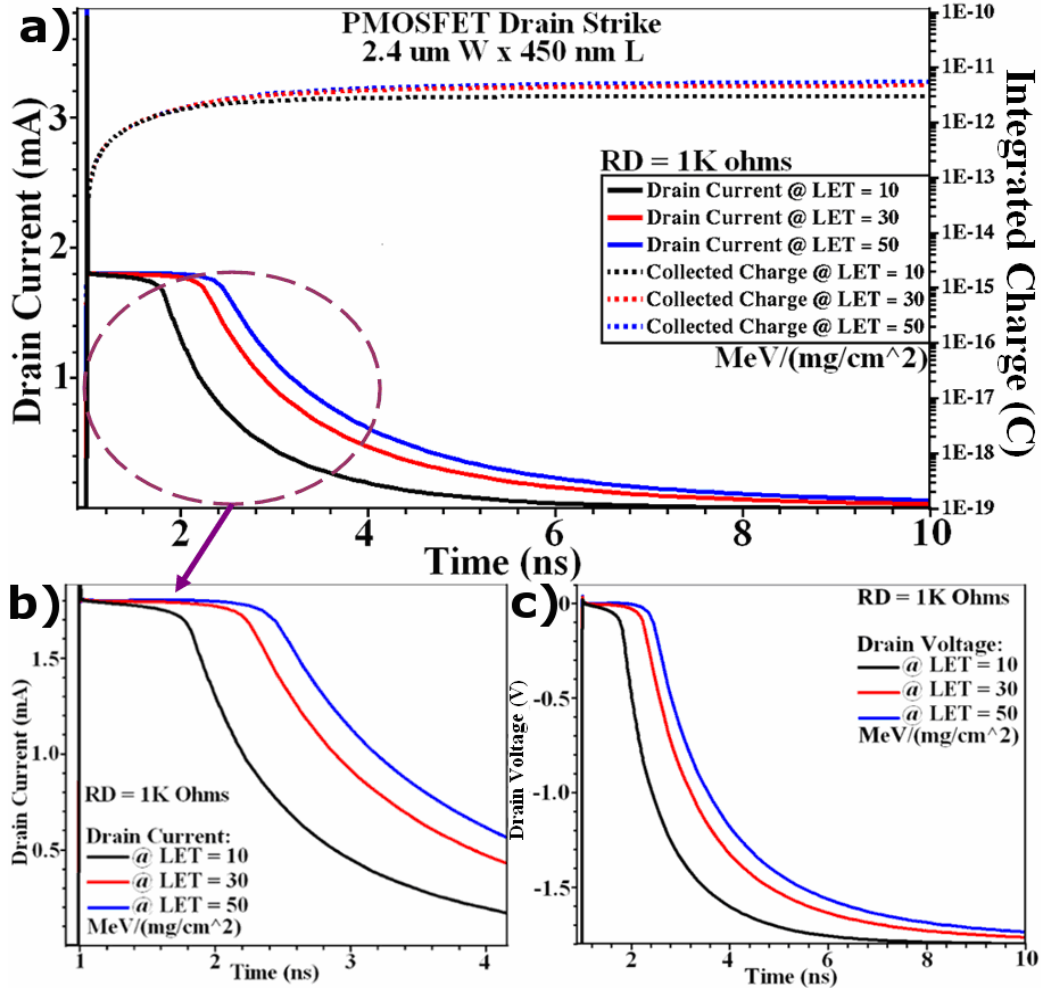 a)
PMOSFET Drain Strike
2.4 um W x 450 nm L
Drain Current (mA)
3
2
1
1E-10
1E-11
1E-12
1E-13
1E-14
1E-15
1E-16
1E-17
1E-18
1E-19
Integrated Charge (C)
RD = 1K ohms
Drain Current @ LET = 10
Drain Current @ LET = 30
Drain Current @ LET = 50
Collected Charge @ LET = 10
Collected Charge @ LET = 30
Collected Charge @ LET = 50
MeV/(mg/cm^2)
2 4 6 8 10
Time (ns)
b)
Drain Current (mA)
1.5
1.0
0.5
RD = 1K Ohms
Drain Current:
@ LET = 10
@ LET = 30
@ LET = 50
MeV/(mg/cm^2)
1 2 3 4
Time (ns)
c)
Drain Voltage (V)
0
-0.5
-1.0
-1.5
RD = 1K Ohms
Drain Voltage:
@ LET = 10
@ LET = 30
@ LET = 50
MeV/(mg/cm^2)
2 4 6 8 10
Time (ns)